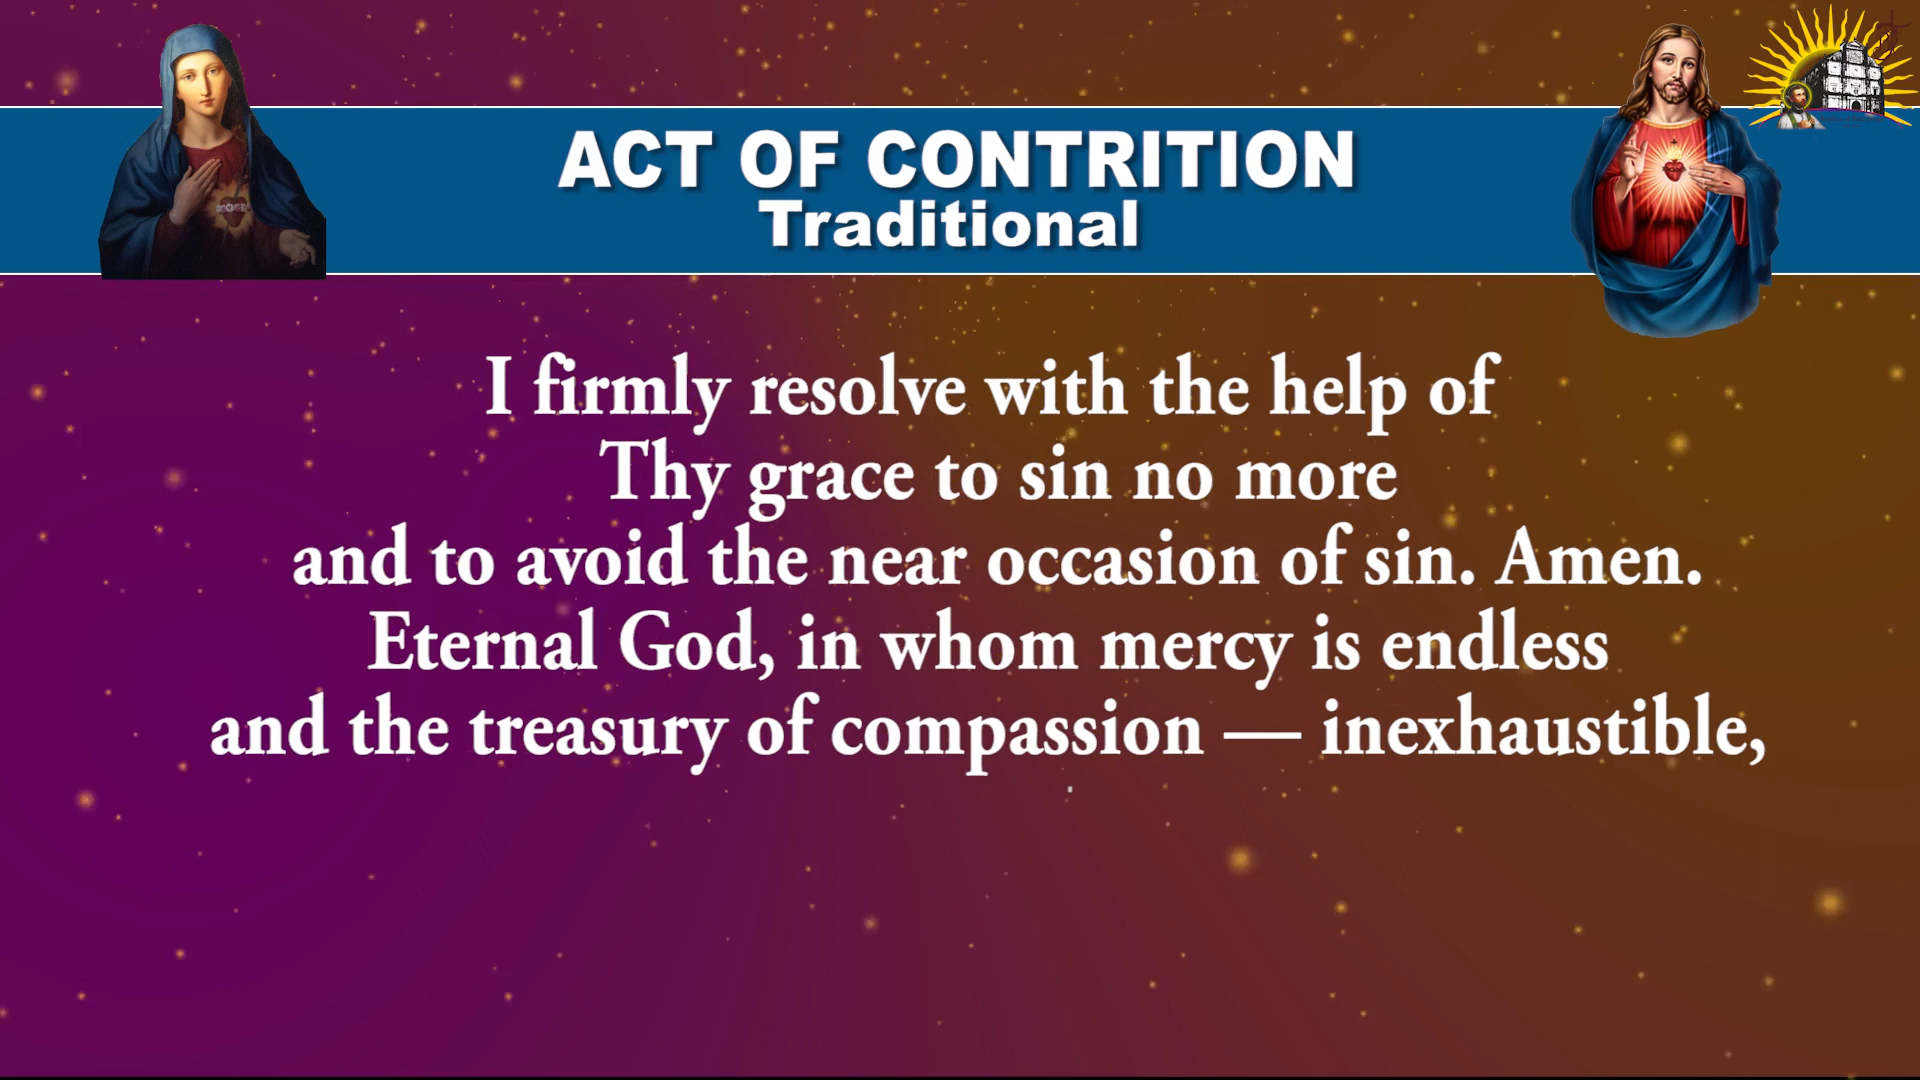 ACT OF CONTRITION
Traditional
I firmly resolve with the help of
Thy grace to sin no more
and to avoid the near occasion of sin. Amen.
Eternal God, in whom mercy is endless
and the treasury of compassion — inexhaustible,